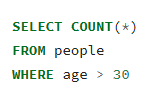 SELECT COUNT(*)
FROM people
WHERE age > 30